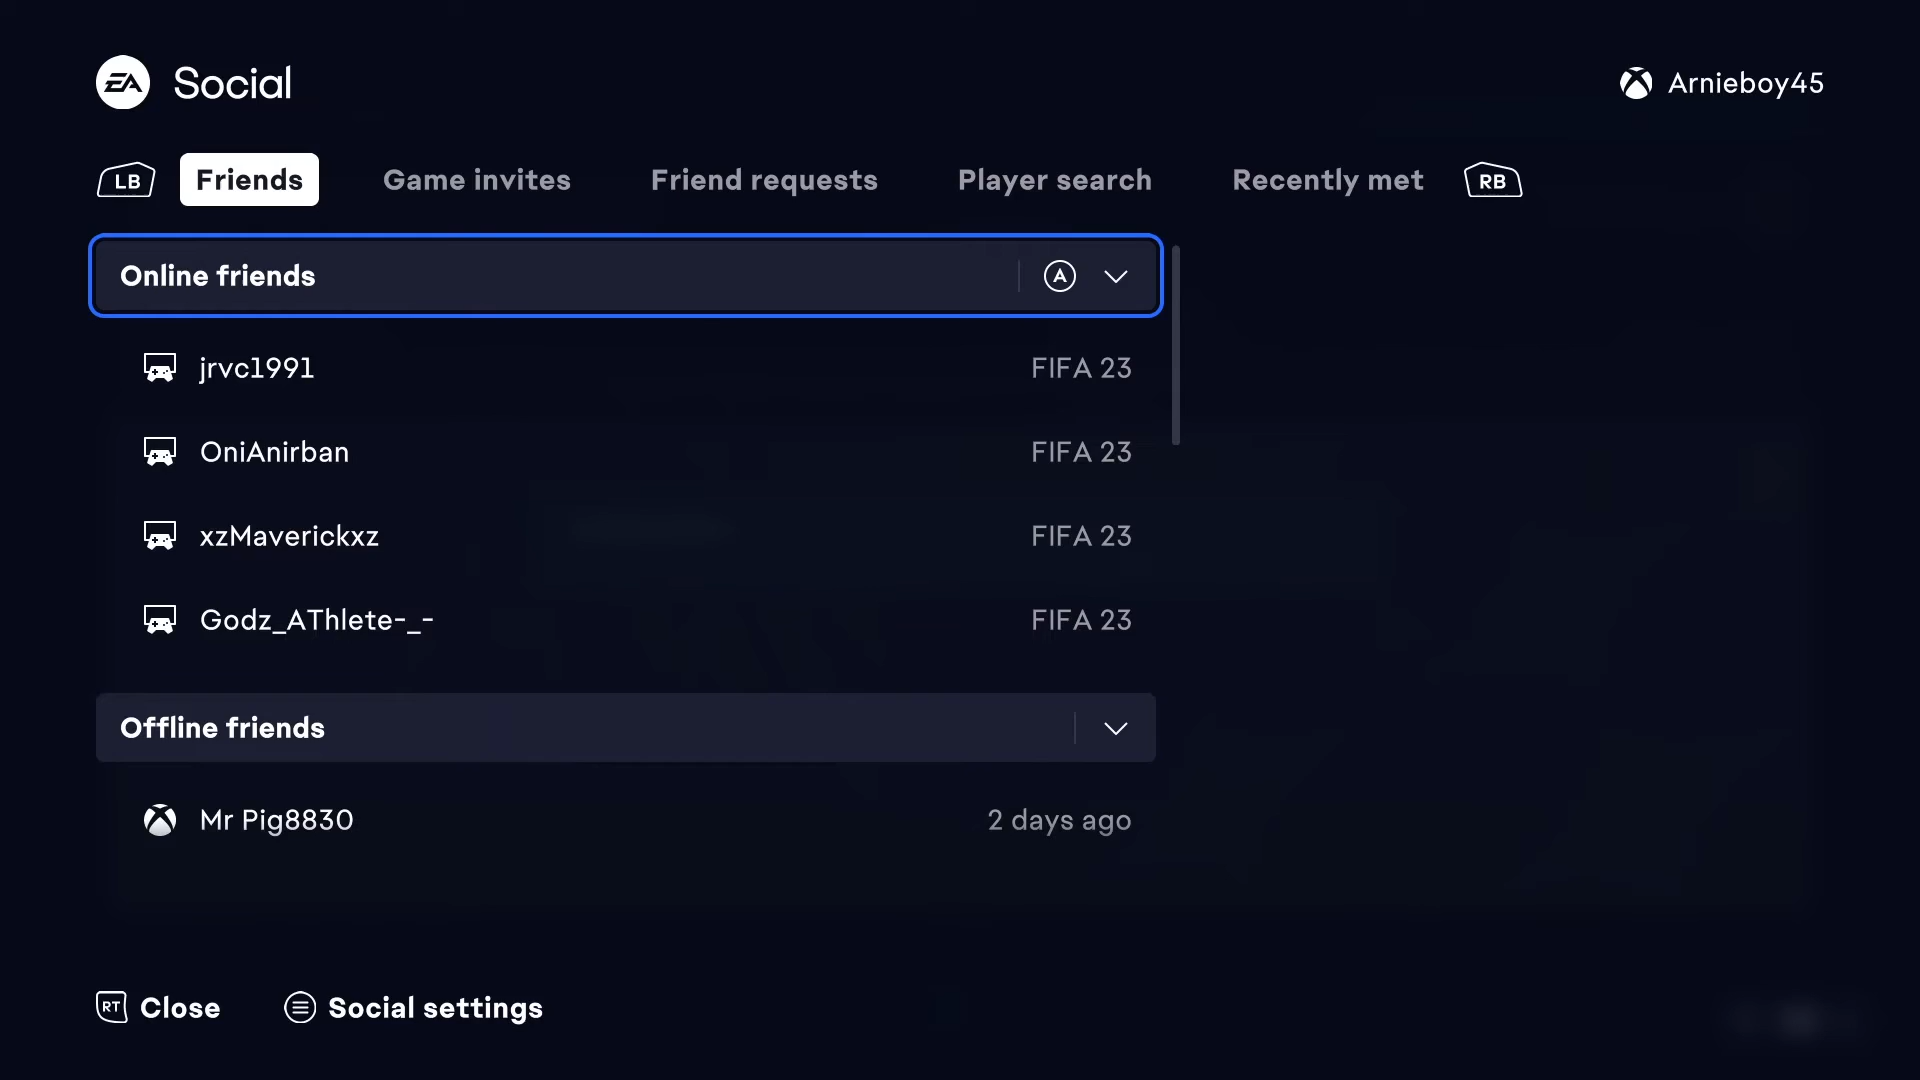 EA Social
Arnieboy45
LB Friends Game invites Friend requests Player search Recently met RB
Online friends A
jrvc1991 FIFA 23
OniAnirban FIFA 23
xzMaverickxz FIFA 23
Godz_AThlete-_- FIFA 23
Offline friends
Mr Pig8830 2 days ago
RT Close Social settings